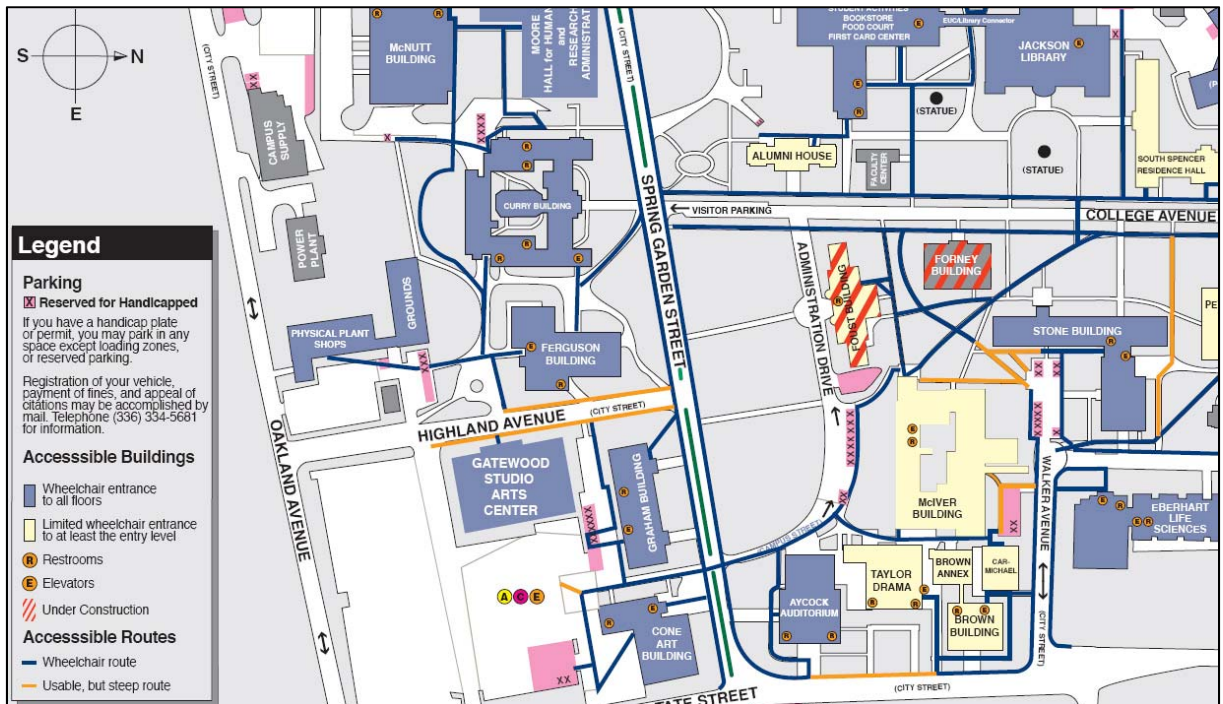 S
N
E
(CITY STREET)
McNUTT
BUILDING
MOORE
HALL for HUMAN
and
RESEARCH
ADMINISTRATION
(CITY STREET)
STUDENT ACTIVITIES
BOOKSTORE
FOOD COURT
FIRST CARD CENTER
EUC/Library Connector
JACKSON
LIBRARY
(STATUE)
(STATUE)
CAMPUS
SUPPLY
ALUMNI HOUSE
FACULTY
CENTER
SOUTH SPENCER
RESIDENCE HALL
CURRY BUILDING
SPRING GARDEN STREET
VISITOR PARKING
COLLEGE AVENUE
POWER
PLANT
ADMINISTRATION DRIVE
FOUST BUILDING
FORNEY
BUILDING
PE
GROUNDS
PHYSICAL PLANT
SHOPS
FERGUSON
BUILDING
STONE BUILDING
HIGHLAND AVENUE
(CITY STREET)
OAKLAND AVENUE
GATEWOOD
STUDIO
ARTS
CENTER
GRAHAM BUILDING
McIVER
BUILDING
WALKER AVENUE
EBERHART
LIFE
SCIENCES
(CAMPUS STREET)
A C E
CONE
ART
BUILDING
AYCOCK
AUDITORIUM
TAYLOR
DRAMA
BROWN
ANNEX
CAR-
MICHAEL
BROWN
BUILDING
(CITY STREET)
(CITY STREET)
TATE STREET
Legend
Parking
X Reserved for Handicapped
If you have a handicap plate
or permit, you may park in any
space except loading zones,
or reserved parking.
Registration of your vehicle,
payment of fines, and appeal of
citations may be accomplished by
mail. Telephone (336) 334-5681
for information.
Accesssible Buildings
Wheelchair entrance
to all floors
Limited wheelchair entrance
to at least the entry level
R Restrooms
E Elevators
Under Construction
Accesssible Routes
Wheelchair route
Usable, but steep route